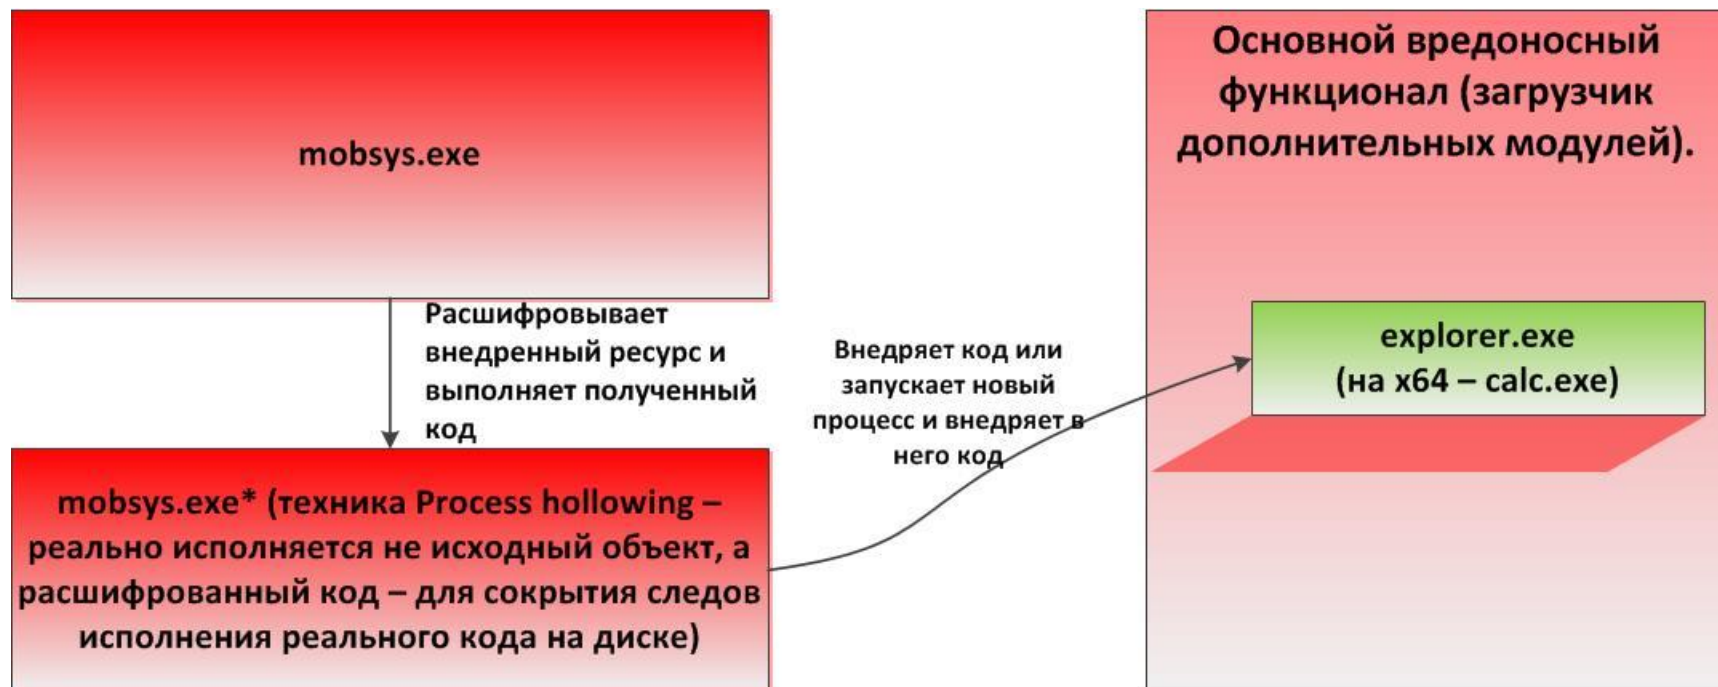 mobsys.exe
Расшифровывает
внедренный ресурс и
выполняет полученный
код
mobsys.exe* (техника Process hollowing –
реально исполняется не исходный объект, а
расшифрованный код – для сокрытия следов
исполнения реального кода на диске)
Внедряет код или
запускает новый
процесс и внедряет в
него код
Основной вредоносный
функционал (загрузчик
дополнительных модулей).
explorer.exe
(на x64 – calc.exe)